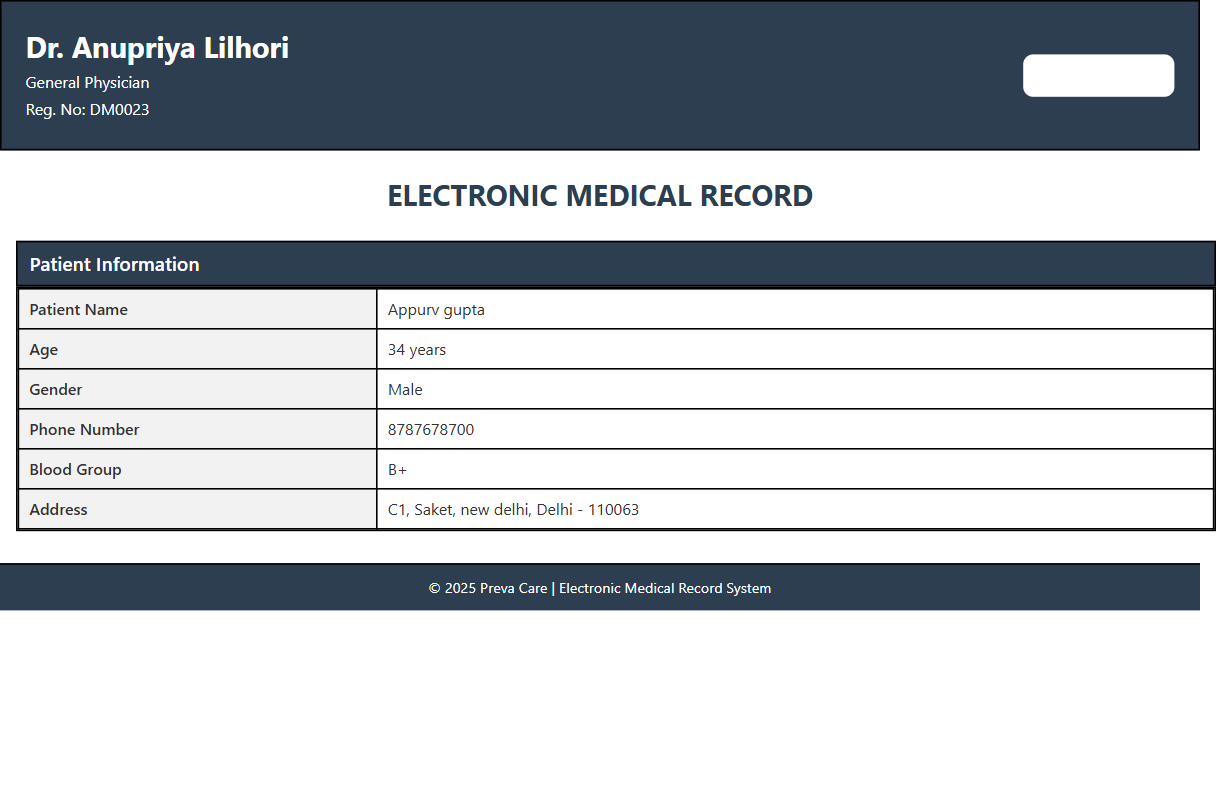 Dr. Anupriya Lilhori
General Physician
Reg. No: DM0023
ELECTRONIC MEDICAL RECORD
Patient Information
Patient Name Appurv gupta
Age 34 years
Gender Male
Phone Number 8787678700
Blood Group B+
Address C1, Saket, new delhi, Delhi - 110063
© 2025 Preva Care | Electronic Medical Record System